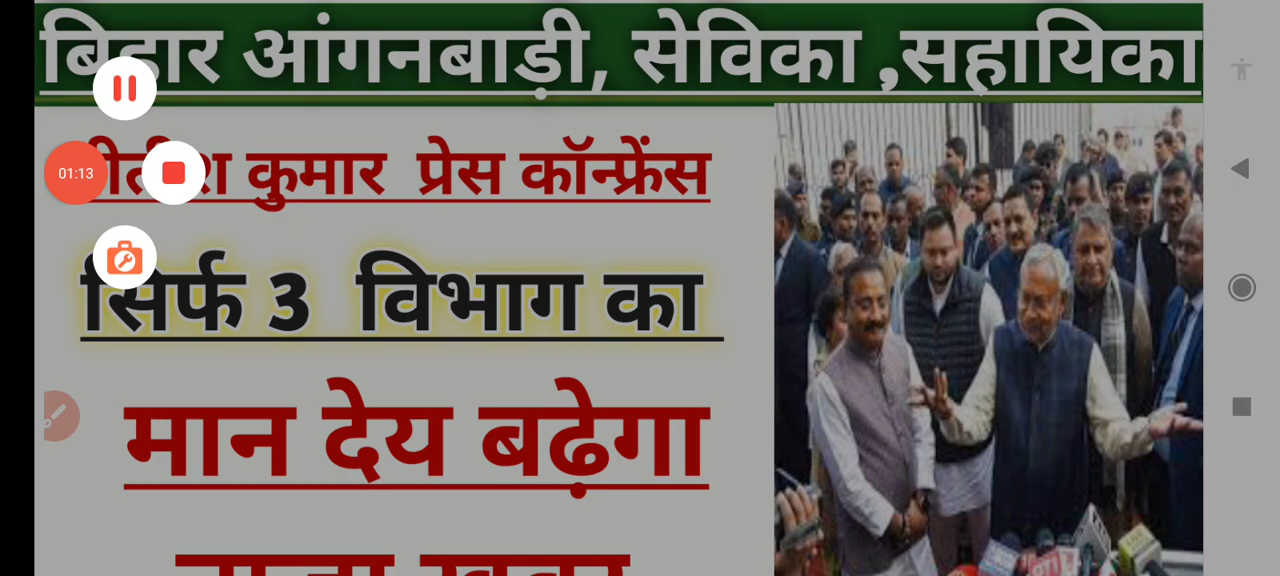 बिहार आंगनबाड़ी, सेविका ,सहायिका
कुमार प्रेस कॉन्फ्रेंस
01:13
सिर्फ 3 विभाग का
मान देय बढ़ेगा